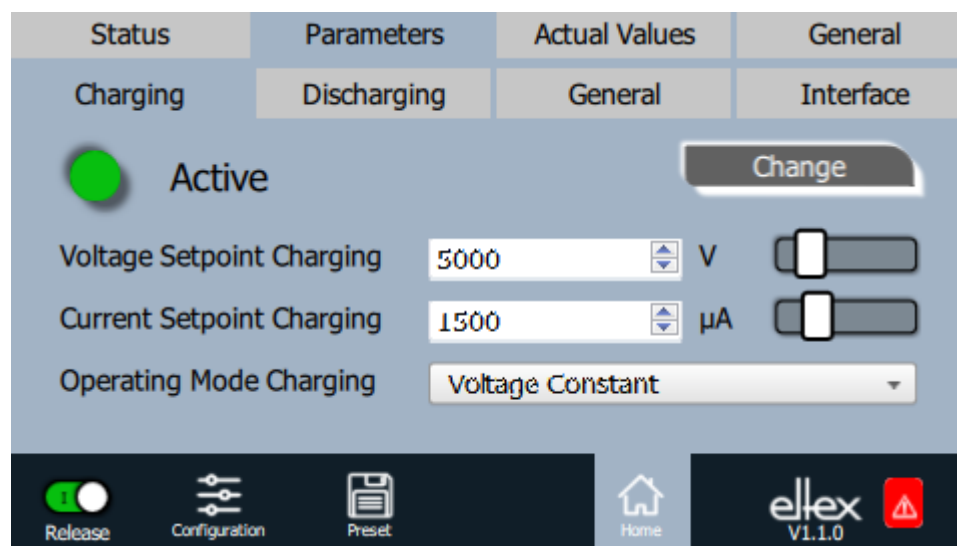 Status Parameters Actual Values General
Charging Discharging General Interface
Active Change
Voltage Setpoint Charging 5000 V
Current Setpoint Charging 1500 µA
Operating Mode Charging Voltage Constant
I
Release Configuration Preset Home eltex
V1.1.0